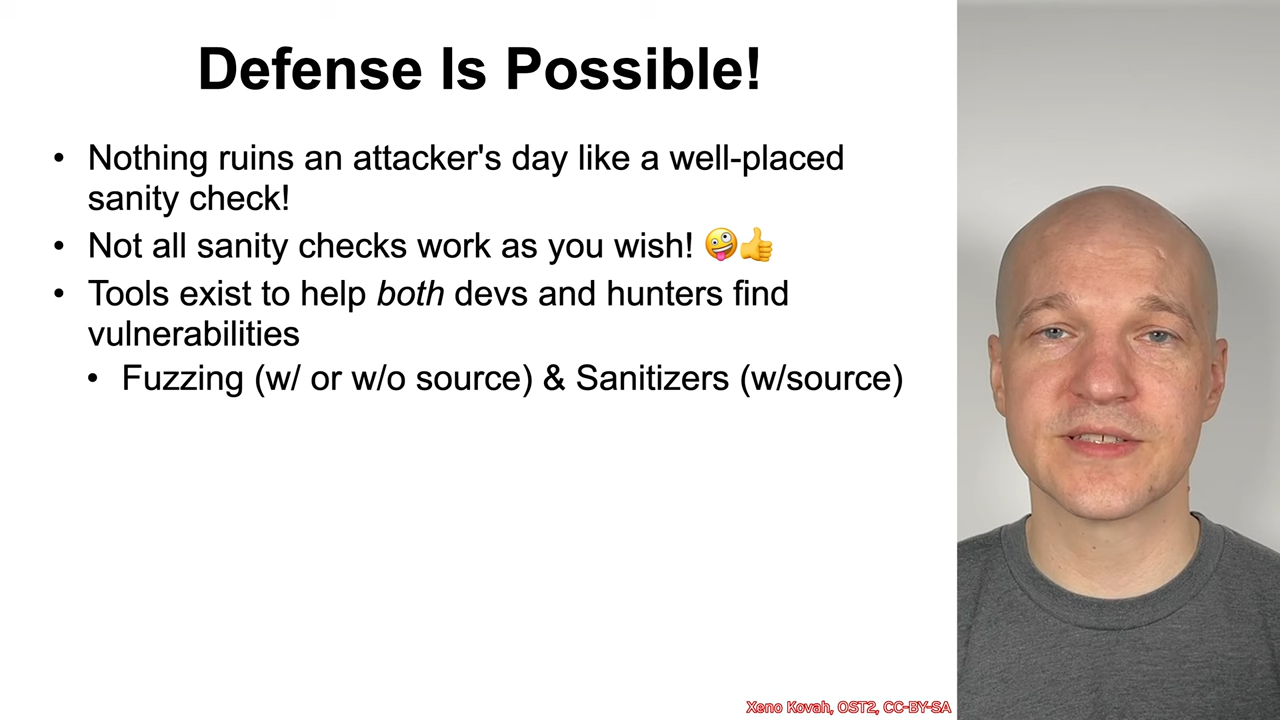 Defense Is Possible!
• Nothing ruins an attacker's day like a well-placed
sanity check!
• Not all sanity checks work as you wish! 🤪👍
• Tools exist to help both devs and hunters find
vulnerabilities
• Fuzzing (w/ or w/o source) & Sanitizers (w/source)
Xeno Kovah, OST2, CC-BY-SA